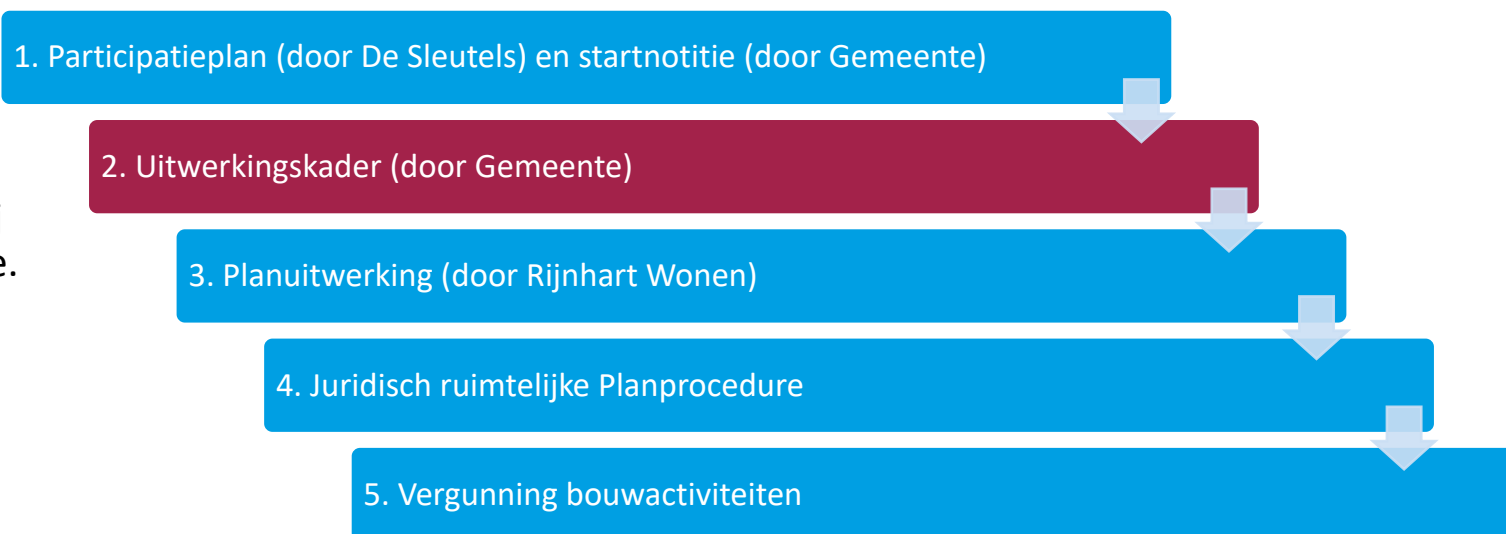 1. Participatieplan (door De Sleutels) en startnotitie (door Gemeente)
2. Uitwerkingskader (door Gemeente)
e.
3. Planuitwerking (door Rijnhart Wonen)
4. Juridisch ruimtelijke Planprocedure
5. Vergunning bouwactiviteiten